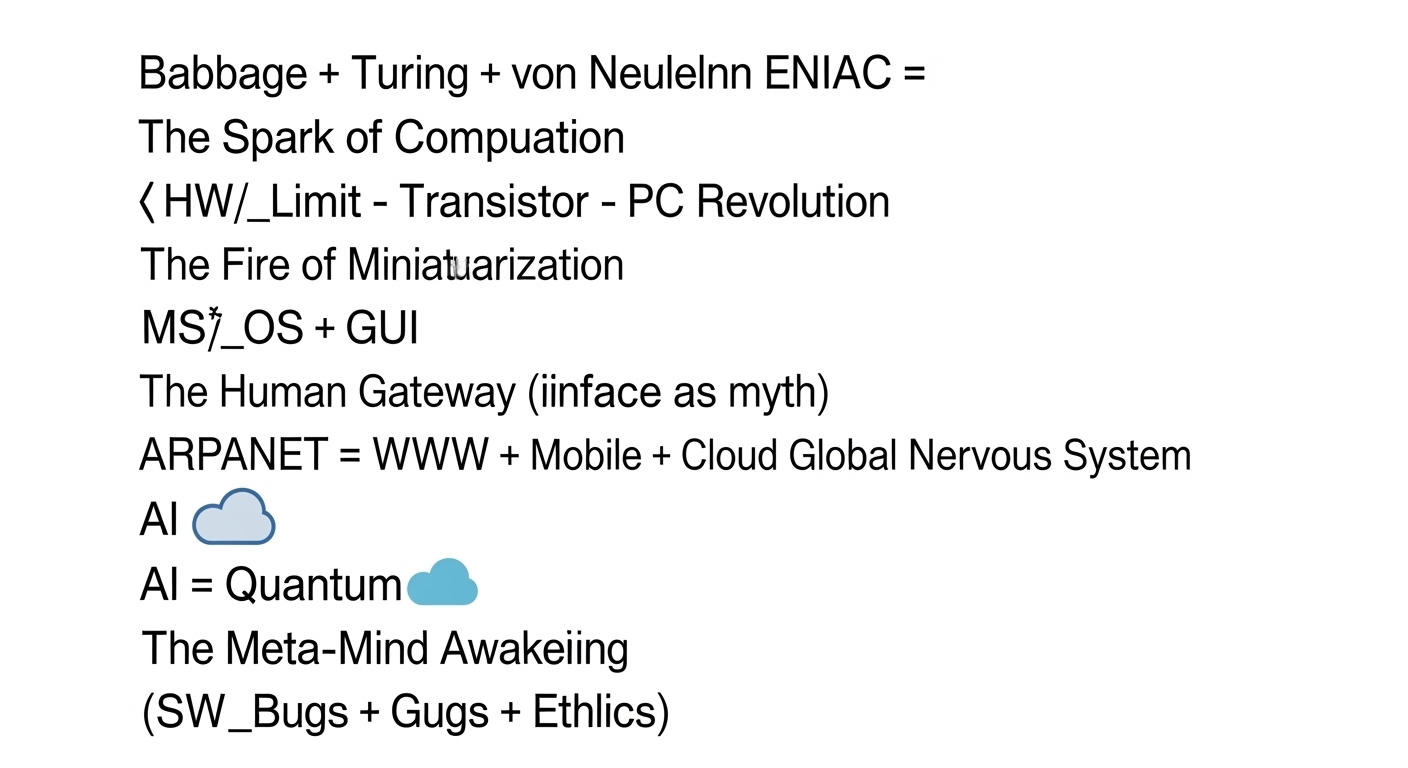 Babbage + Turing + von Neulelnn ENIAC =
The Spark of Compuation
⟨ HW/_Limit - Transistor - PC Revolution
The Fire of Miniatuarization
MS/*_OS + GUI
The Human Gateway (iinface as myth)
ARPANET = WWW + Mobile + Cloud Global Nervous System
AI
AI = Quantum
The Meta-Mind Awakeiing
(SW_Bugs + Gugs + Ethlics)